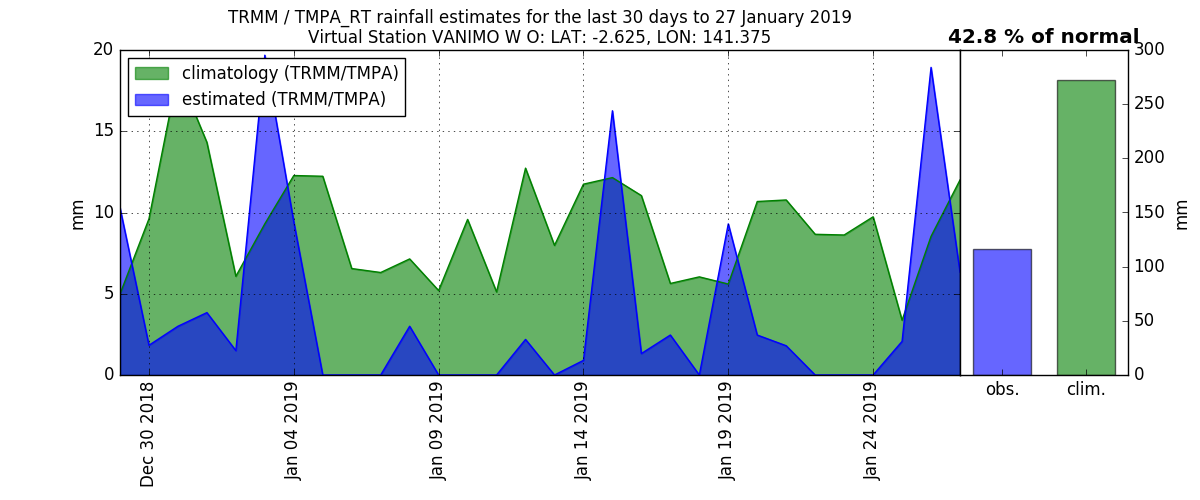 TRMM / TMPA_RT rainfall estimates for the last 30 days to 27 January 2019
Virtual Station VANIMO W O: LAT: -2.625, LON: 141.375
42.8 % of normal
climatology (TRMM/TMPA)
estimated (TRMM/TMPA)
20
15
10
5
0
mm
Dec 30 2018
Jan 04 2019
Jan 09 2019
Jan 14 2019
Jan 19 2019
Jan 24 2019
300
250
200
150
100
50
0
mm
obs.
clim.